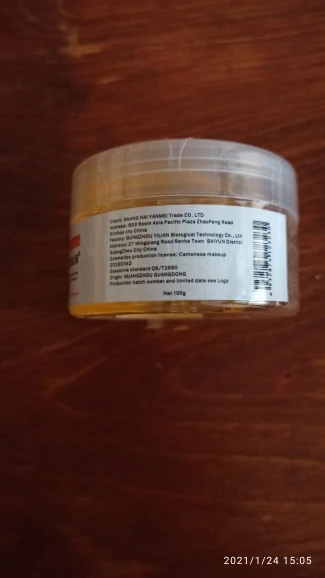 Client: SHANG HAI YANMEI Trade CO. LTD
Address: 903 Room Asia Pacific Plaza ZhaoFeng Road
city China
Factory: GUNGZHOU YILIAN Biological Technology Co., Ltd
Address: 27 Hingqiang Road Renhe Town BAIYUN District
GuangZhou City China
Cosmetics production license: Cantonese makeup
20160342
Executive standard QB/T2660
Origin: GUANGZHOU GUANGDONG
Production batch number and limited date see Logo
Net 100g
2021/1/24 15:05